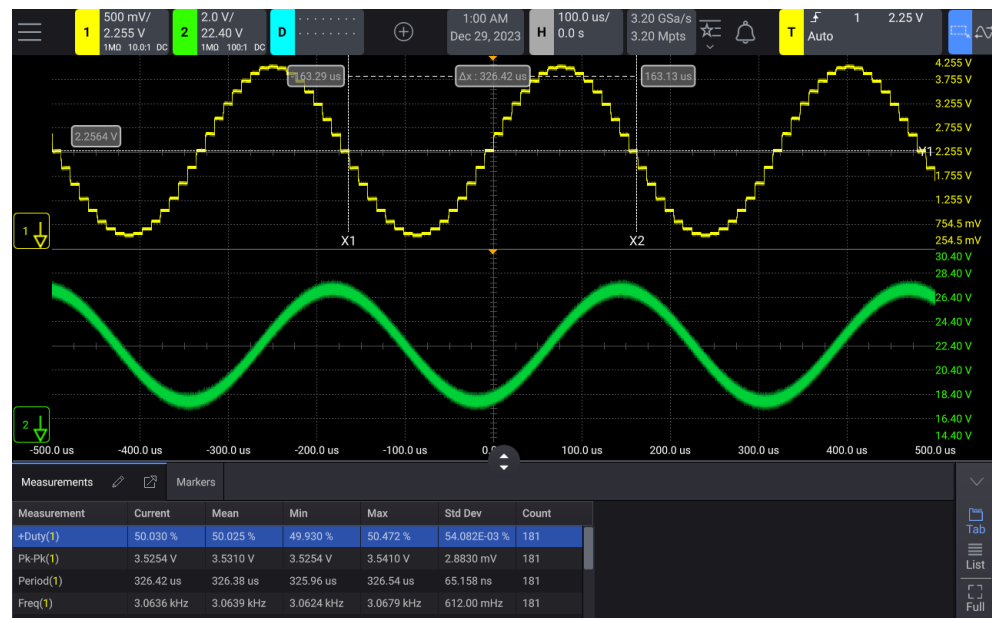 1 500 mV/ 2.255 V 1MΩ 10.0:1 DC
2 2.0 V/ 22.40 V 1MΩ 100:1 DC
D
1:00 AM
Dec 29, 2023
H 100.0 us/ 0.0 s
3.20 GSa/s
3.20 Mpts
T 1 2.25 V
Auto
4.255 V
-163.29 us Δx : 326.42 us 163.13 us
3.755 V
3.255 V
2.2564 V
2.755 V
Y1
2.255 V
1.755 V
1.255 V
1
754.5 mV
X1 X2
254.5 mV
30.40 V
28.40 V
26.40 V
24.40 V
22.40 V
20.40 V
18.40 V
2
16.40 V
14.40 V
-500.0 us -400.0 us -300.0 us -200.0 us -100.0 us 100.0 us 200.0 us 300.0 us 400.0 us 500.0 us
Measurements Markers
Measurement Current Mean Min Max Std Dev Count
+Duty(1) 50.030 % 50.025 % 49.930 % 50.472 % 54.082E-03 % 181
Pk-Pk(1) 3.5254 V 3.5310 V 3.5254 V 3.5410 V 2.8830 mV 181
Period(1) 326.42 us 326.38 us 325.96 us 326.54 us 65.158 ns 181
Freq(1) 3.0636 kHz 3.0639 kHz 3.0624 kHz 3.0679 kHz 612.00 mHz 181
Tab
List
Full